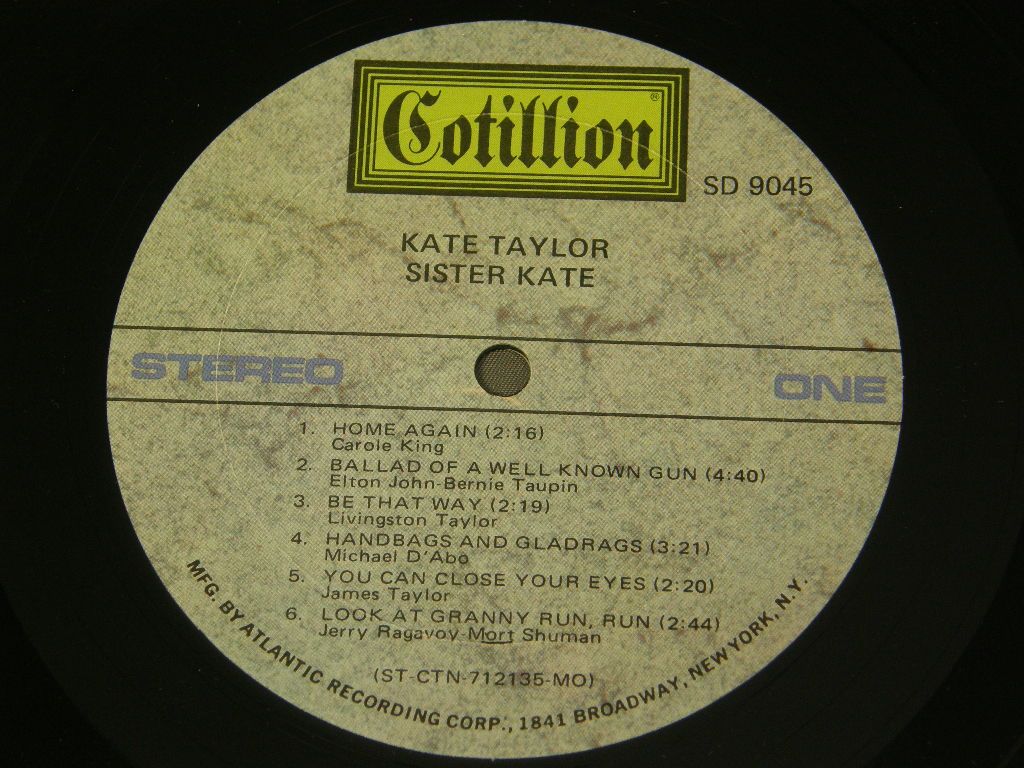 Cotillion®
SD 9045
KATE TAYLOR
SISTER KATE
STEREO
ONE
1. HOME AGAIN (2:16)
Carole King
2. BALLAD OF A WELL KNOWN GUN (4:40)
Elton John-Bernie Taupin
3. BE THAT WAY (2:19)
Livingston Taylor
4. HANDBAGS AND GLADRAGS (3:21)
Michael D'Abo
5. YOU CAN CLOSE YOUR EYES (2:20)
James Taylor
6. LOOK AT GRANNY RUN, RUN (2:44)
Jerry Ragavoy-Mort Shuman
(ST-CTN-712135-MO)
MFG. BY ATLANTIC RECORDING CORP., 1841 BROADWAY, NEW YORK, N.Y.